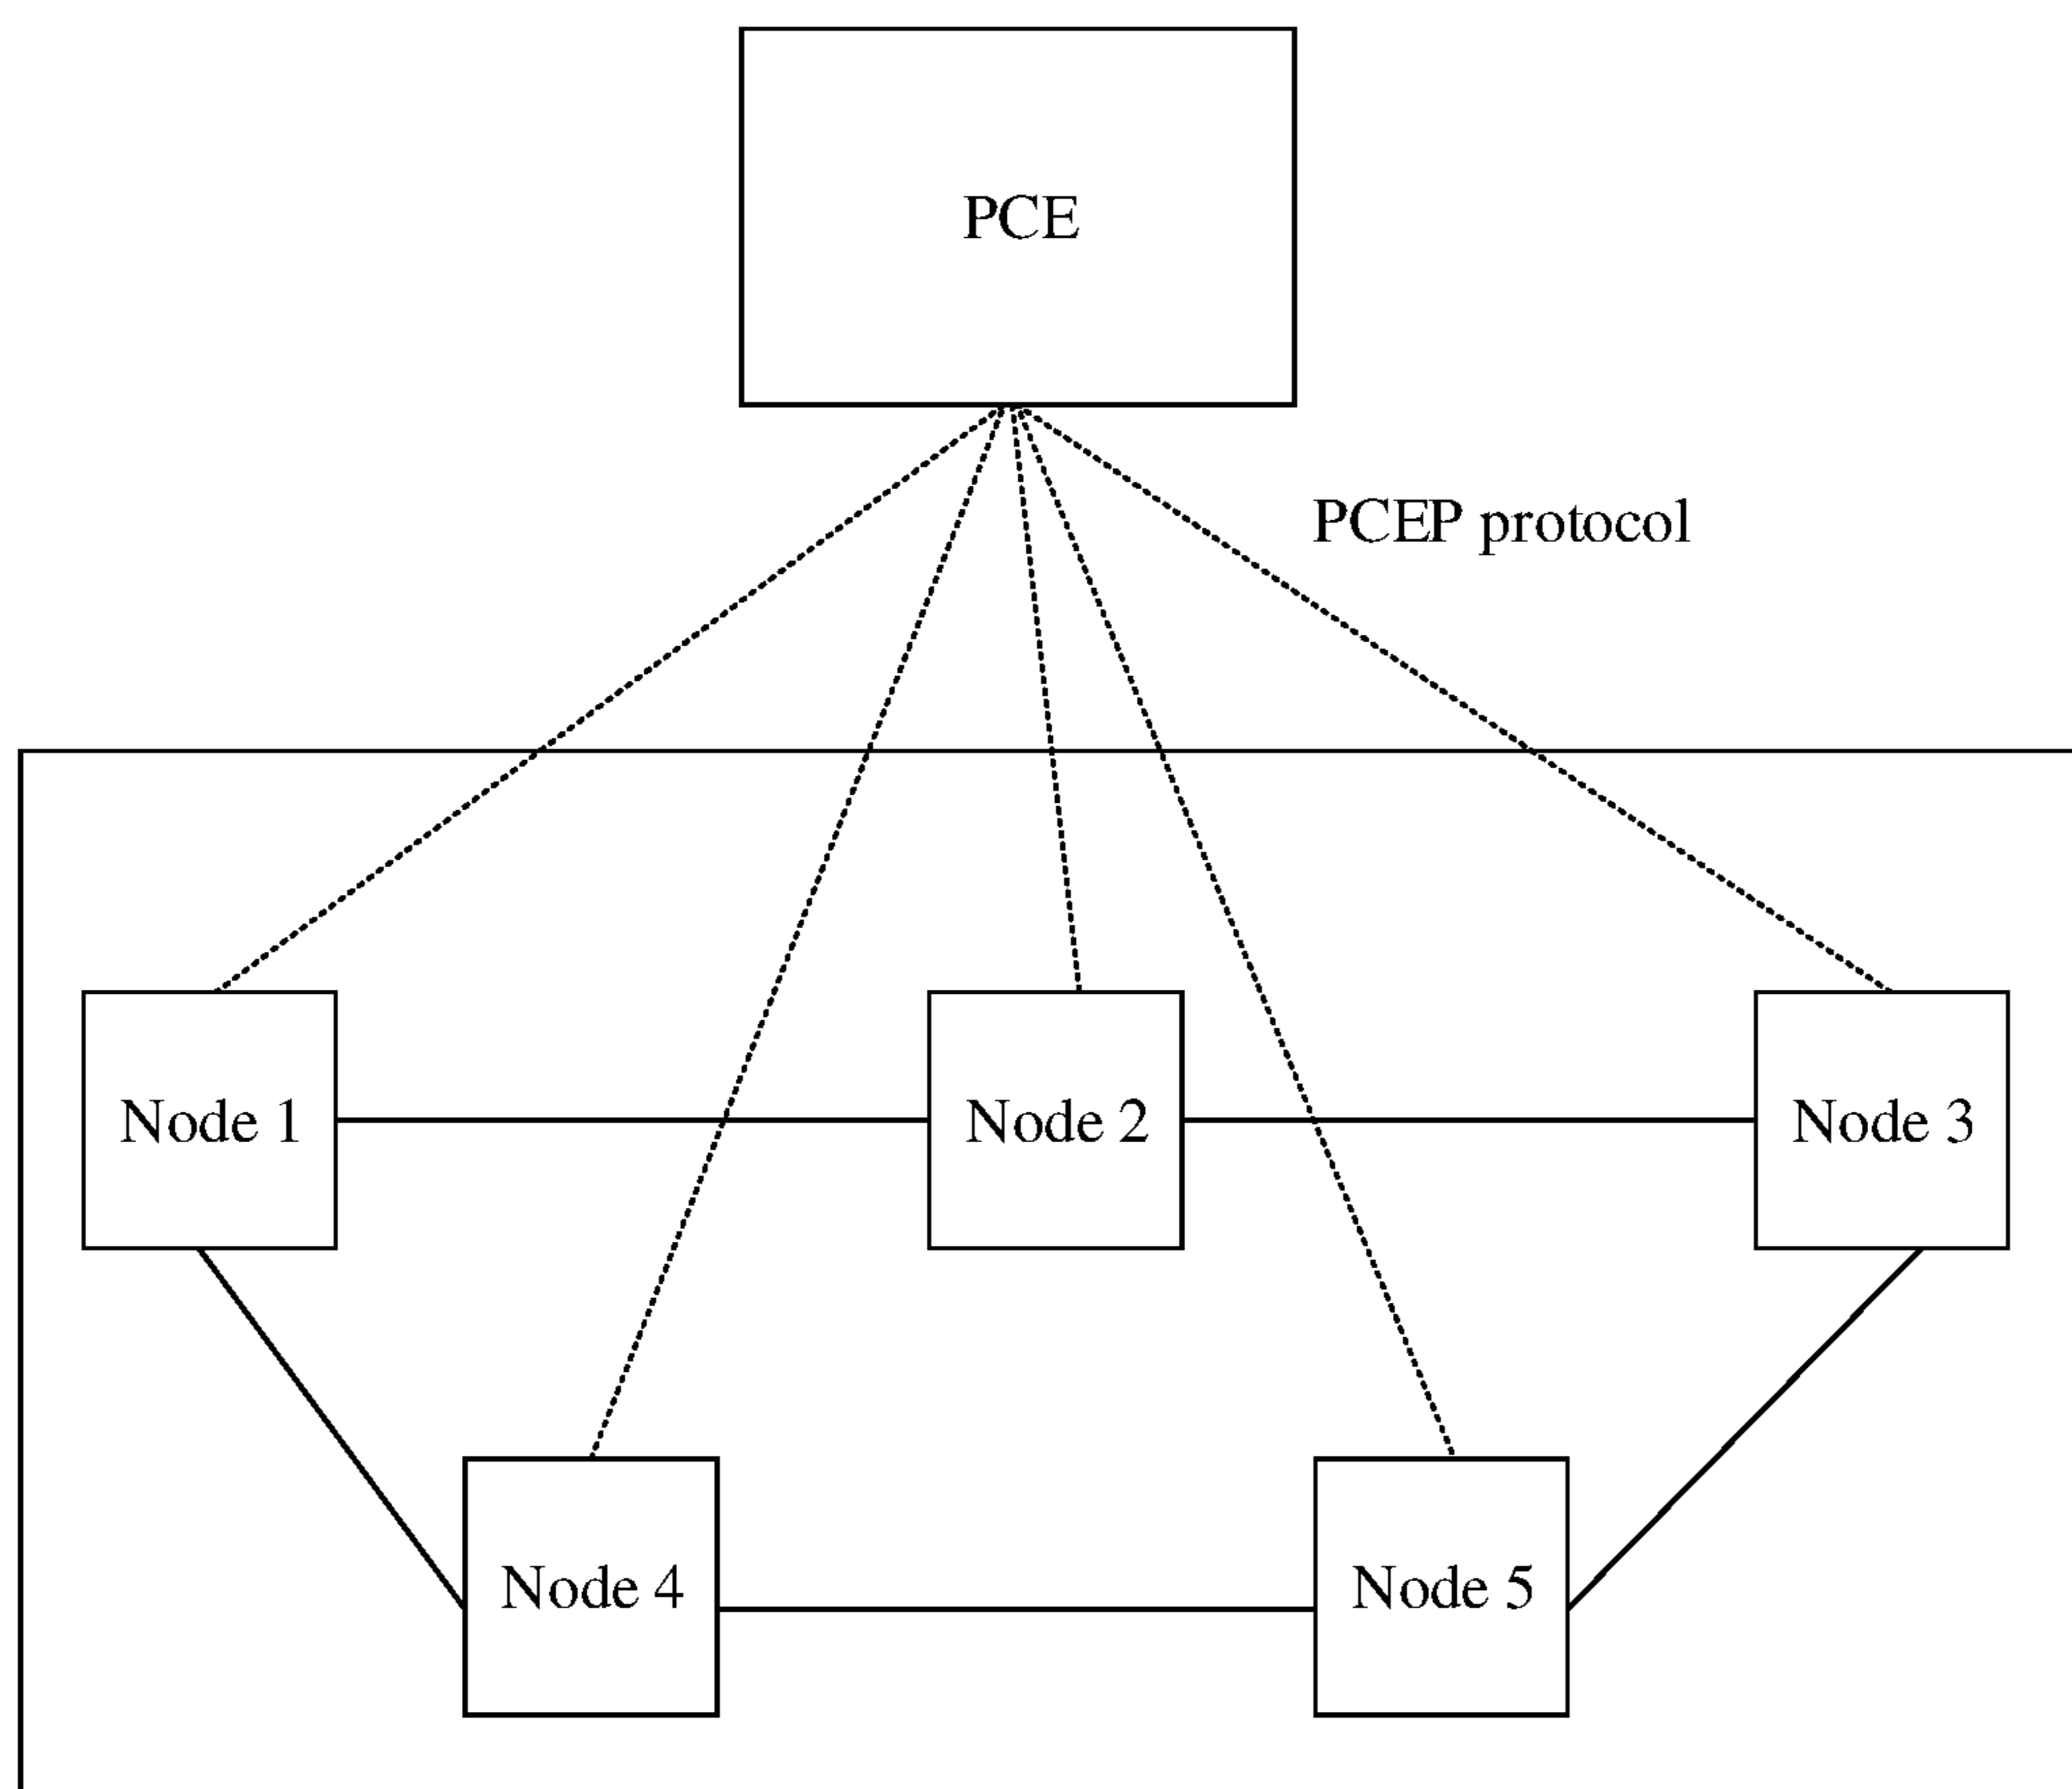 PCE
PCEP protocol
Node 1
Node 2
Node 3
Node 4
Node 5